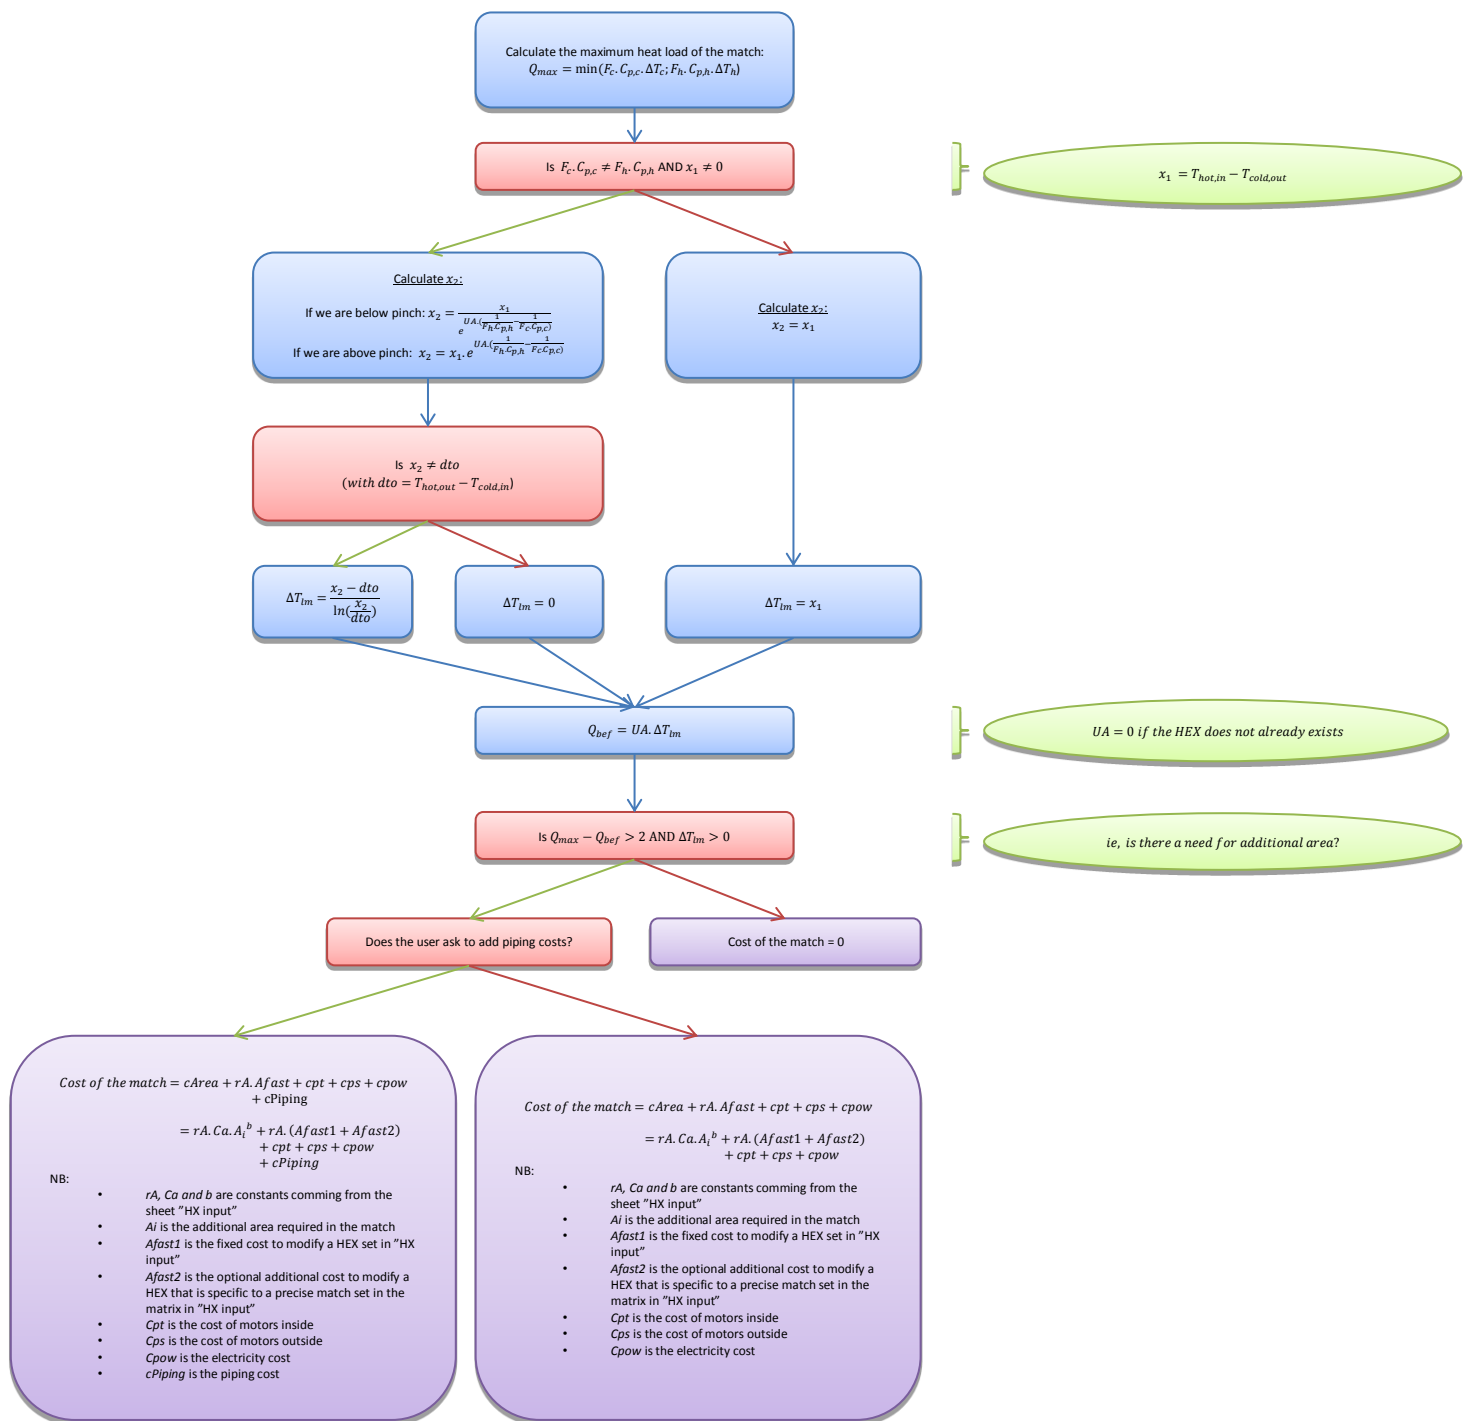 Calculate the maximum heat load of the match:
Q_max = min(F_c. C_p,c. ΔT_c; F_h. C_p,h. ΔT_h)
Is F_c. C_p,c ≠ F_h. C_p,h AND x_1 ≠ 0
x_1 = T_hot,in − T_cold,out
Calculate x_2:
If we are below pinch: x_2 = x_1 / e^(UA.(1/(F_h.C_p,h) − 1/(F_c.C_p,c)))
If we are above pinch: x_2 = x_1. e^(UA.(1/(F_h.C_p,h) − 1/(F_c.C_p,c)))
Calculate x_2:
x_2 = x_1
Is x_2 ≠ dto
(with dto = T_hot,out − T_cold,in)
ΔT_lm = (x_2 − dto) / ln(x_2/dto)
ΔT_lm = 0
ΔT_lm = x_1
Q_bef = UA. ΔT_lm
UA = 0 if the HEX does not already exists
Is Q_max − Q_bef > 2 AND ΔT_lm > 0
ie, is there a need for additional area?
Does the user ask to add piping costs?
Cost of the match = 0
Cost of the match = cArea + rA. Afast + cpt + cps + cpow
+ cPiping
= rA. Ca. A_i^b + rA. (Afast1 + Afast2)
+ cpt + cps + cpow
+ cPiping
NB:
• rA, Ca and b are constants comming from the
sheet ”HX input”
• Ai is the additional area required in the match
• Afast1 is the fixed cost to modify a HEX set in ”HX
input”
• Afast2 is the optional additional cost to modify a
HEX that is specific to a precise match set in the
matrix in ”HX input”
• Cpt is the cost of motors inside
• Cps is the cost of motors outside
• Cpow is the electricity cost
• cPiping is the piping cost
Cost of the match = cArea + rA. Afast + cpt + cps + cpow
= rA. Ca. A_i^b + rA. (Afast1 + Afast2)
+ cpt + cps + cpow
NB:
• rA, Ca and b are constants comming from the
sheet ”HX input”
• Ai is the additional area required in the match
• Afast1 is the fixed cost to modify a HEX set in ”HX
input”
• Afast2 is the optional additional cost to modify a
HEX that is specific to a precise match set in the
matrix in ”HX input”
• Cpt is the cost of motors inside
• Cps is the cost of motors outside
• Cpow is the electricity cost